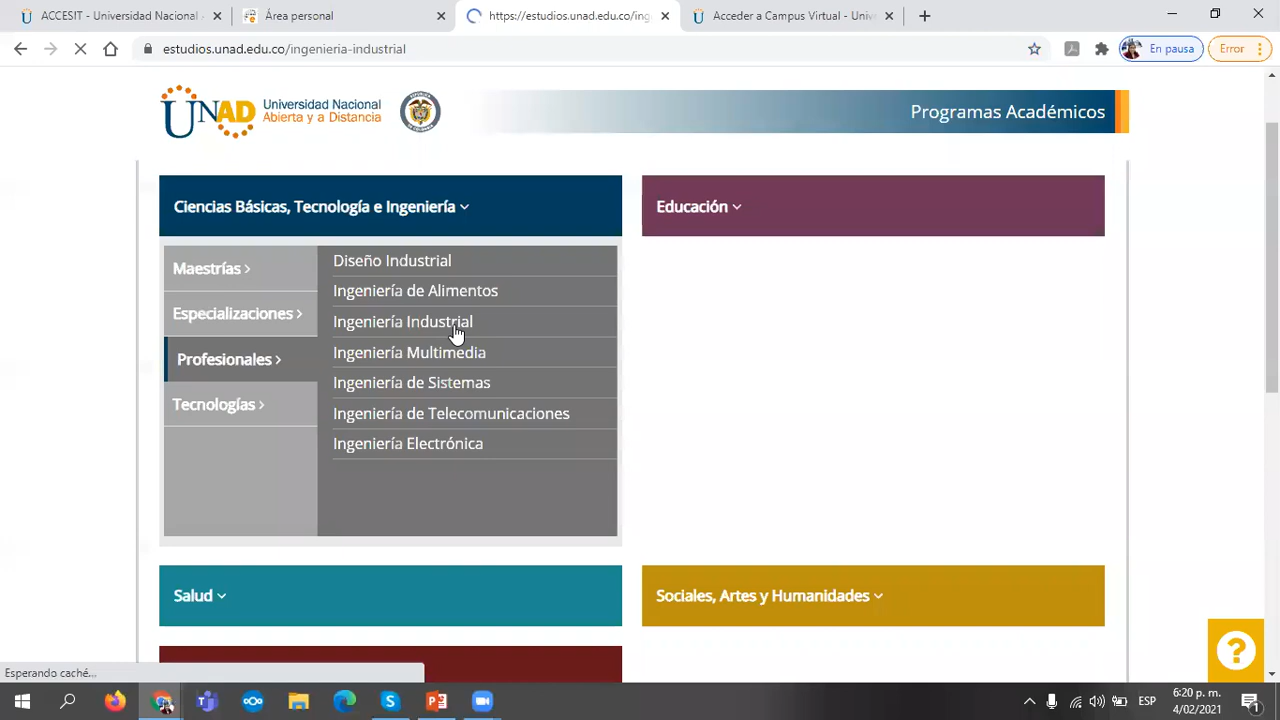 ACCESIT - Universidad Nacional A
Área personal
https://estudios.unad.edu.co/ing
Acceder a Campus Virtual - Unive
estudios.unad.edu.co/ingenieria-industrial
En pausa
Error
UNAD
Universidad Nacional
Abierta y a Distancia
Programas Académicos
Ciencias Básicas, Tecnología e Ingeniería
Educación
Maestrías
Especializaciones
Profesionales
Tecnologías
Diseño Industrial
Ingeniería de Alimentos
Ingeniería Industrial
Ingeniería Multimedia
Ingeniería de Sistemas
Ingeniería de Telecomunicaciones
Ingeniería Electrónica
Salud
Sociales, Artes y Humanidades
?
Esperando caché...
ESP
6:20 p. m.
4/02/2021
1